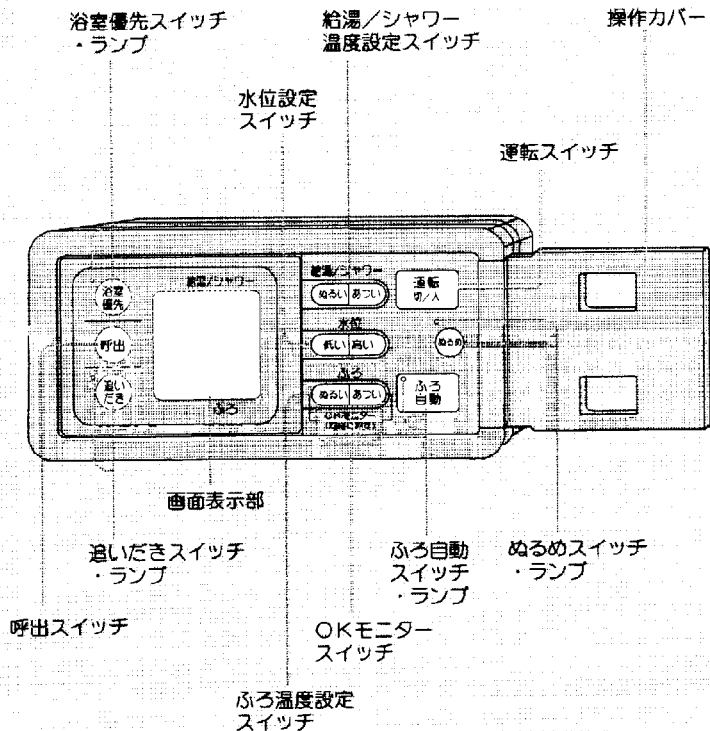 浴室優先スイッチ
・ランプ
給湯／シャワー
温度設定スイッチ
操作カバー
水位設定
スイッチ
運転スイッチ
給湯/シャワー
浴室
優先
呼出
追い
だき
ふろ
給湯/シャワー
ぬるい あつい
運転
切／入
水位
低い 高い
ぬるめ
ふろ
ぬるい あつい
ふろ
自動
OKモニター
画面表示部
追いだきスイッチ
・ランプ
ふろ自動
スイッチ
・ランプ
ぬるめスイッチ
・ランプ
呼出スイッチ
OKモニター
スイッチ
ふろ温度設定
スイッチ